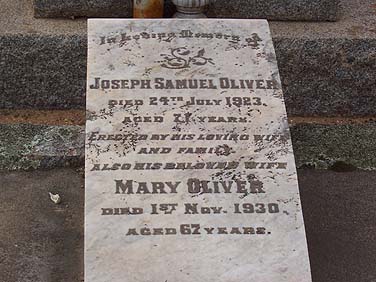 In Loving Memory of
JOSEPH SAMUEL OLIVER
DIED 24TH JULY 1923.
AGED 77 YEARS.
ERECTED BY HIS LOVING WIFE
AND FAMILY
ALSO HIS BELOVED WIFE
MARY OLIVER
DIED 1ST NOV. 1930.
AGED 67 YEARS.